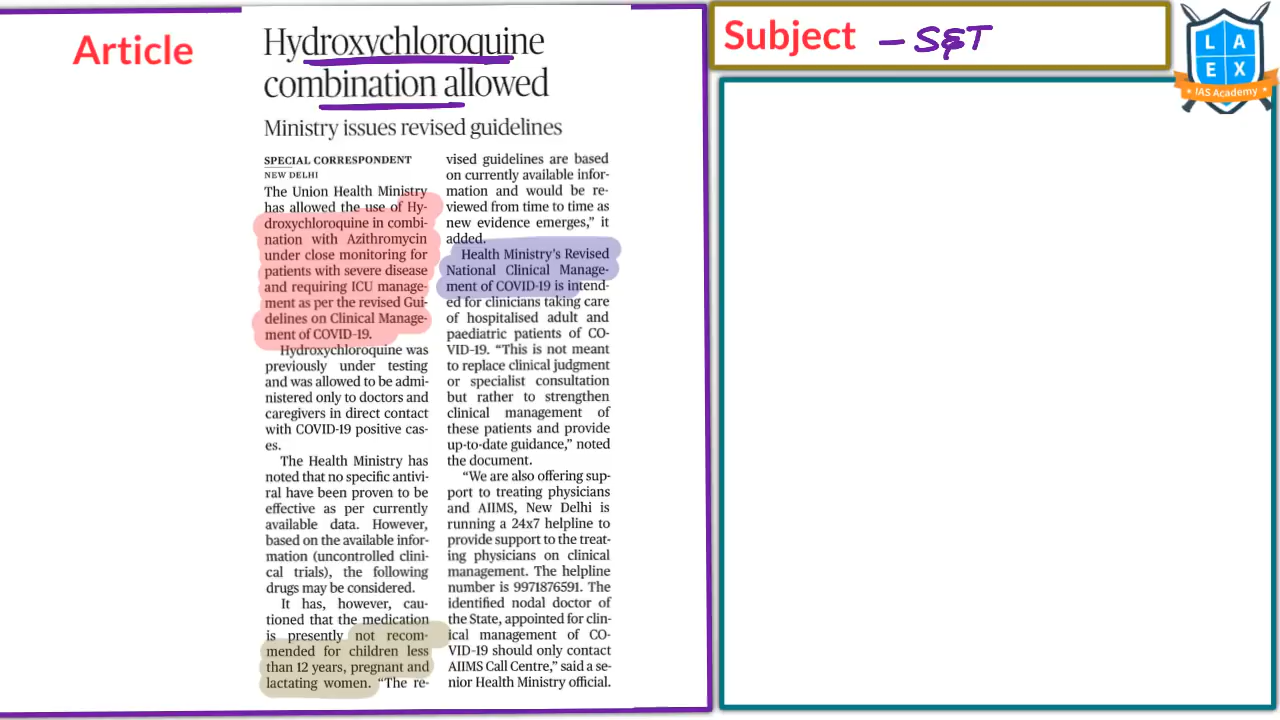 Article
Hydroxychloroquine
combination allowed
Ministry issues revised guidelines
SPECIAL CORRESPONDENT
NEW DELHI
The Union Health Ministry
has allowed the use of Hy-
droxychloroquine in combi-
nation with Azithromycin
under close monitoring for
patients with severe disease
and requiring ICU manage-
ment as per the revised Gui-
delines on Clinical Manage-
ment of COVID-19.
Hydroxychloroquine was
previously under testing
and was allowed to be admi-
nistered only to doctors and
caregivers in direct contact
with COVID-19 positive cas-
es.
The Health Ministry has
noted that no specific antivi-
ral have been proven to be
effective as per currently
available data. However,
based on the available infor-
mation (uncontrolled clini-
cal trials), the following
drugs may be considered.
It has, however, cau-
tioned that the medication
is presently not recom-
mended for children less
than 12 years, pregnant and
lactating women. “The re-
vised guidelines are based
on currently available infor-
mation and would be re-
viewed from time to time as
new evidence emerges,” it
added.
Health Ministry’s Revised
National Clinical Manage-
ment of COVID-19 is intend-
ed for clinicians taking care
of hospitalised adult and
paediatric patients of CO-
VID-19. “This is not meant
to replace clinical judgment
or specialist consultation
but rather to strengthen
clinical management of
these patients and provide
up-to-date guidance,” noted
the document.
“We are also offering sup-
port to treating physicians
and AIIMS, New Delhi is
running a 24x7 helpline to
provide support to the treat-
ing physicians on clinical
management. The helpline
number is 9971876591. The
identified nodal doctor of
the State, appointed for clin-
ical management of CO-
VID-19 should only contact
AIIMS Call Centre,” said a se-
nior Health Ministry official.
Subject – S&T
L A
E X
IAS Academy